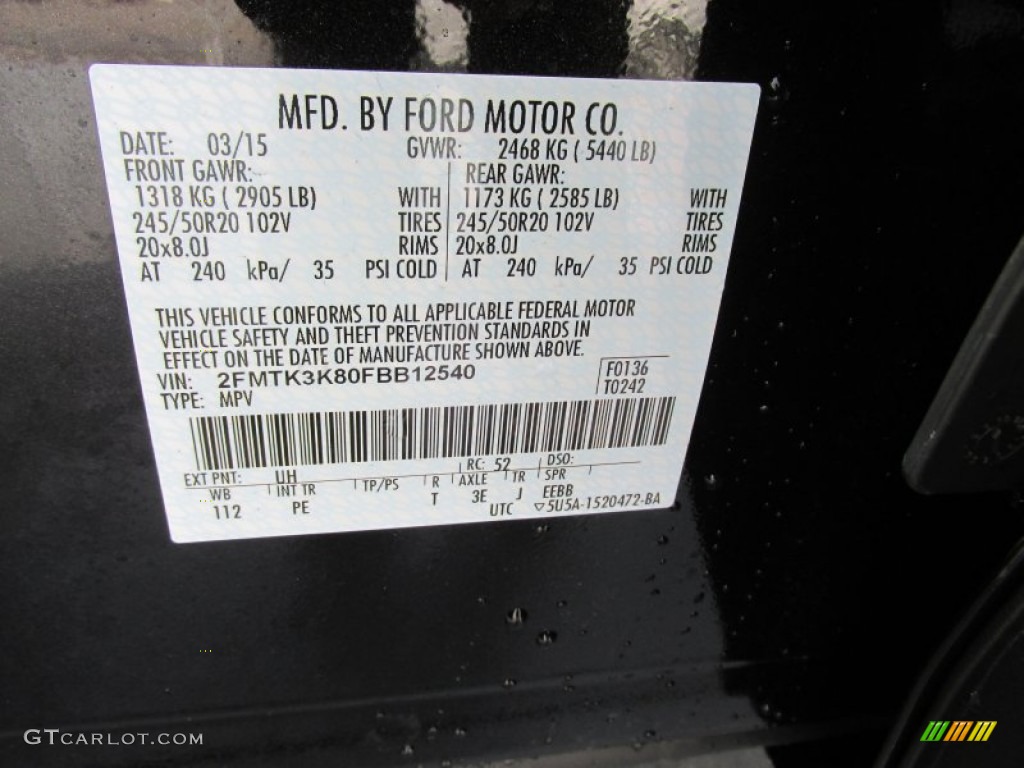 MFD. BY FORD MOTOR CO.
DATE: 03/15 GVWR: 2468 KG ( 5440 LB)
FRONT GAWR: REAR GAWR:
1318 KG ( 2905 LB) WITH 1173 KG ( 2585 LB) WITH
245/50R20 102V TIRES 245/50R20 102V TIRES
20x8.0J RIMS 20x8.0J RIMS
AT 240 kPa/ 35 PSI COLD AT 240 kPa/ 35 PSI COLD
THIS VEHICLE CONFORMS TO ALL APPLICABLE FEDERAL MOTOR
VEHICLE SAFETY AND THEFT PREVENTION STANDARDS IN
EFFECT ON THE DATE OF MANUFACTURE SHOWN ABOVE.
VIN: 2FMTK3K80FBB12540 F0136
TYPE: MPV T0242
EXT PNT: UH RC: 52 DSO:
WB INT TR TP/PS R AXLE TR SPR
112 PE T 3E J EEBB
UTC ▽5U5A-1520472-BA
GTCARLOT.COM